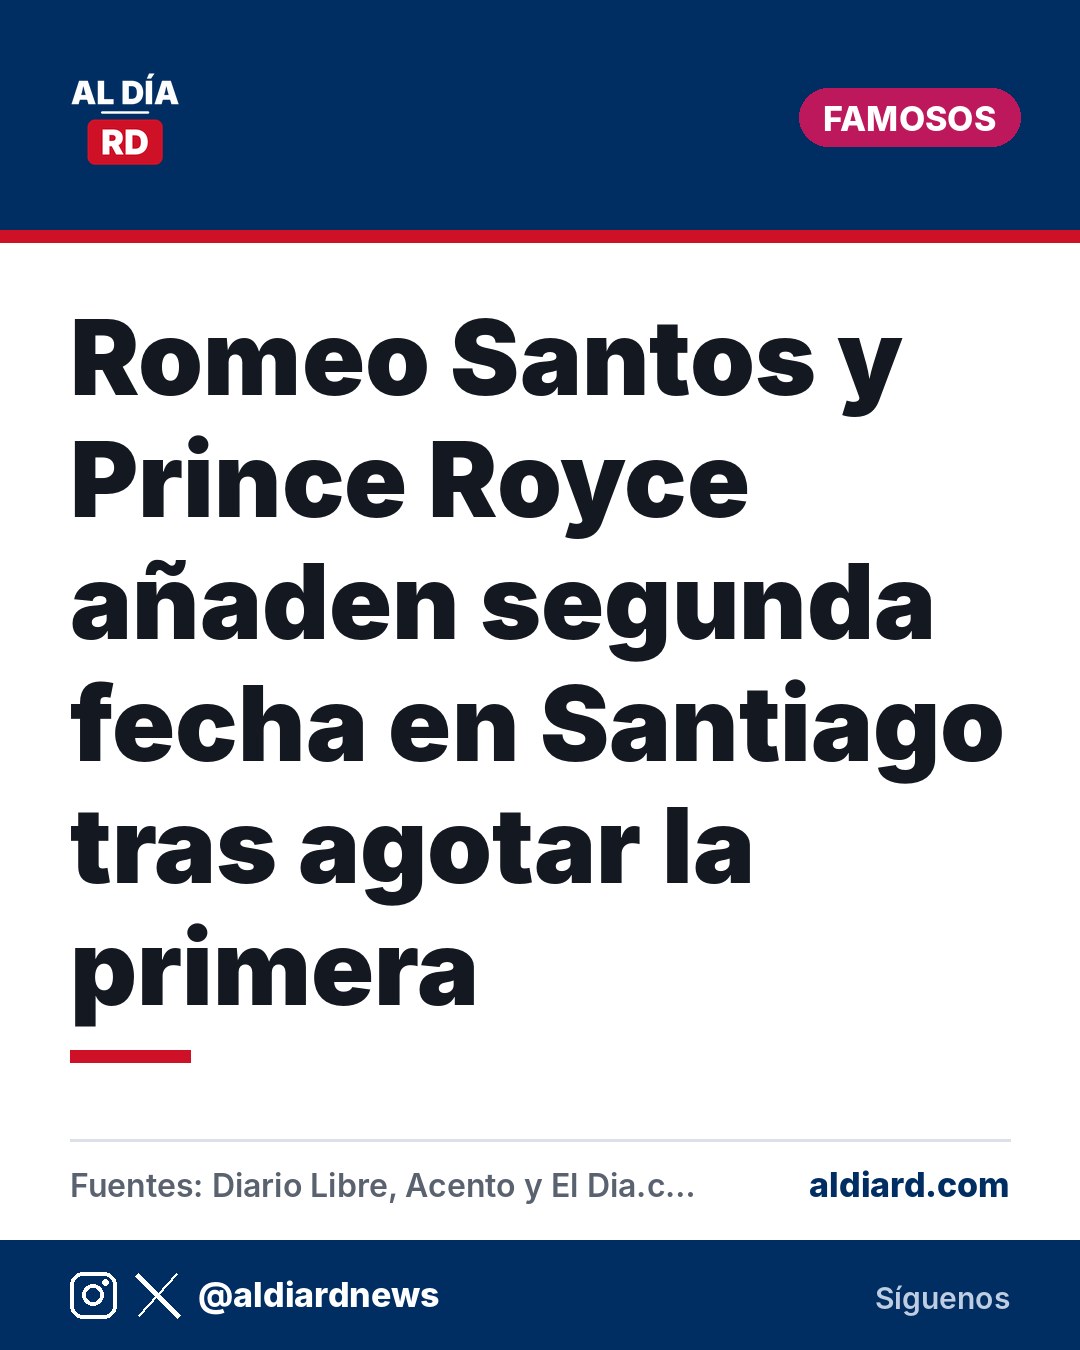 AL DÍA
RD
FAMOSOS
Romeo Santos y
Prince Royce
añaden segunda
fecha en Santiago
tras agotar la
primera
Fuentes: Diario Libre, Acento y El Dia.c...
aldiard.com
@aldiardnews
Síguenos